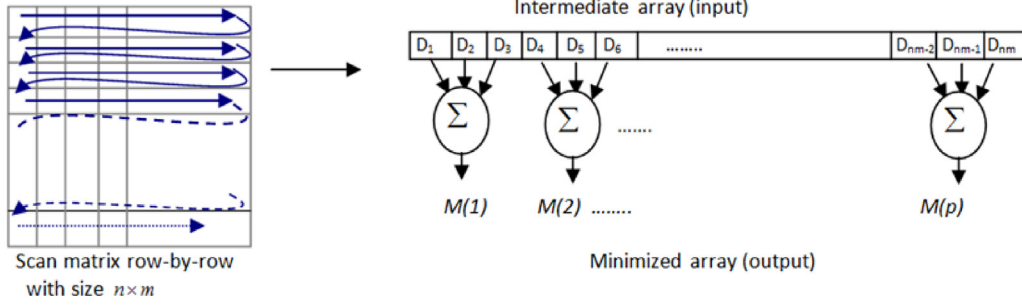 Intermediate array (input)
D1 D2 D3 D4 D5 D6 ........ Dnm-2 Dnm-1 Dnm
Σ Σ ....... Σ
M(1) M(2) ........ M(p)
Scan matrix row-by-row
with size n×m
Minimized array (output)